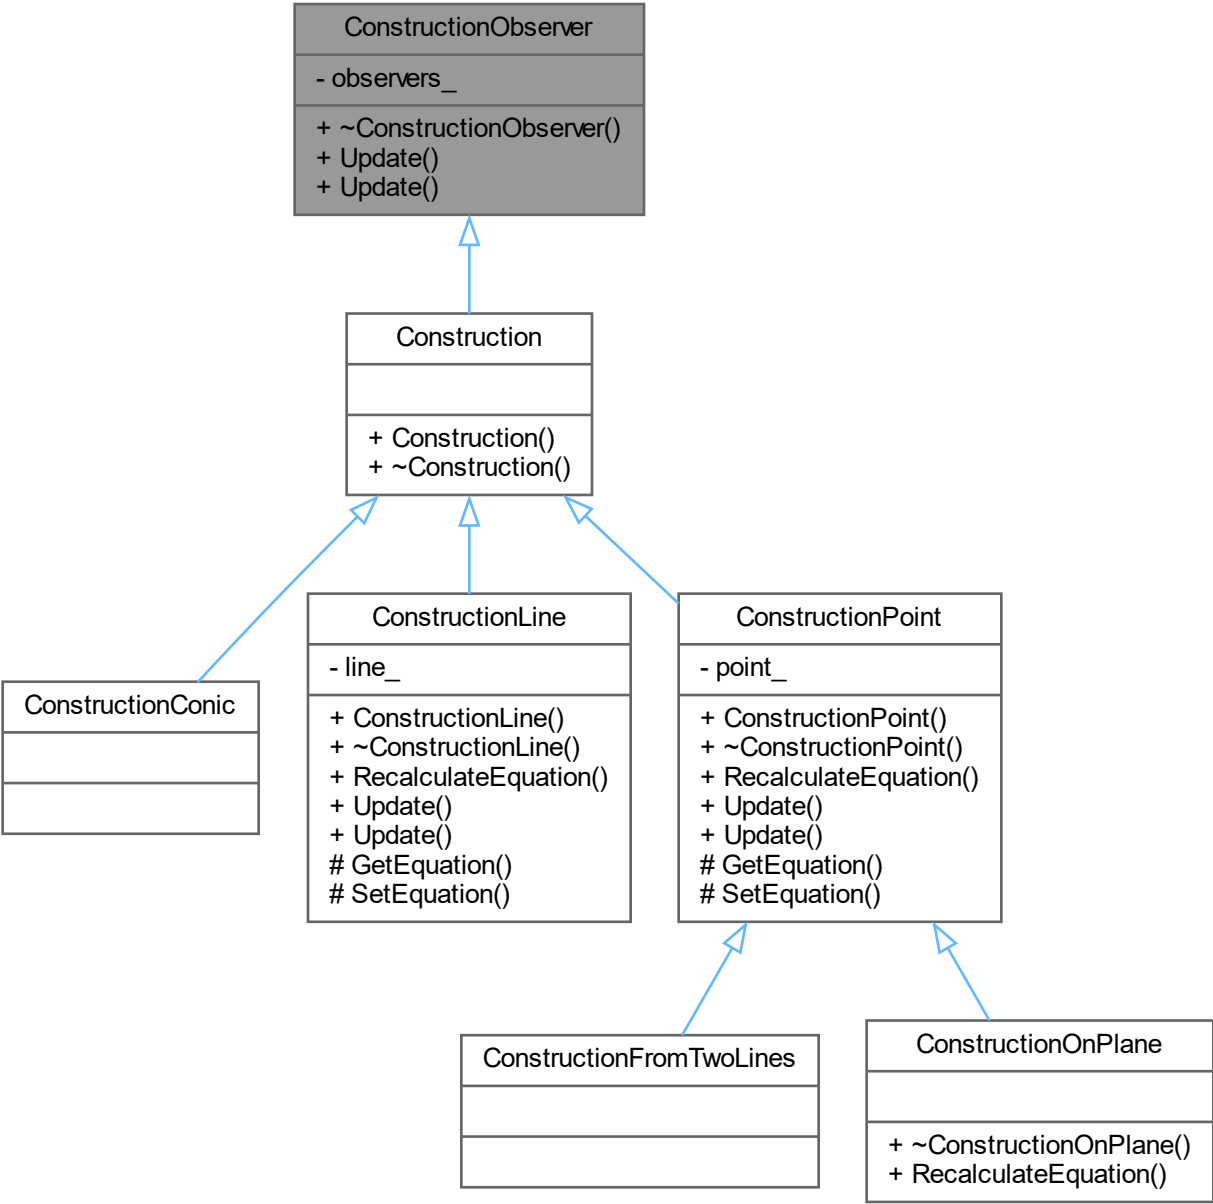 ConstructionObserver
- observers_
+ ~ConstructionObserver()
+ Update()
+ Update()
Construction
+ Construction()
+ ~Construction()
ConstructionConic
ConstructionLine
- line_
+ ConstructionLine()
+ ~ConstructionLine()
+ RecalculateEquation()
+ Update()
+ Update()
# GetEquation()
# SetEquation()
ConstructionPoint
- point_
+ ConstructionPoint()
+ ~ConstructionPoint()
+ RecalculateEquation()
+ Update()
+ Update()
# GetEquation()
# SetEquation()
ConstructionFromTwoLines
ConstructionOnPlane
+ ~ConstructionOnPlane()
+ RecalculateEquation()